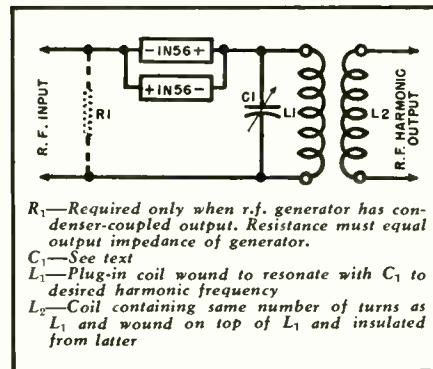 -IN56+
+IN56-
R. F. INPUT
R1
C1
L1
L2
R.F. HARMONIC
OUTPUT
R₁—Required only when r.f. generator has con-
denser-coupled output. Resistance must equal
output impedance of generator.
C₁—See text
L₁—Plug-in coil wound to resonate with C₁ to
desired harmonic frequency
L₂—Coil containing same number of turns as
L₁ and wound on top of L₁ and insulated
from latter